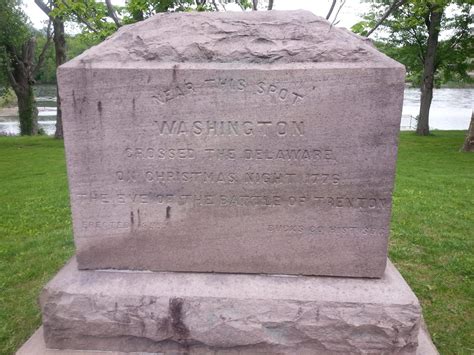 NEAR THIS SPOT
WASHINGTON
CROSSED THE DELAWARE
ON CHRISTMAS NIGHT 1776
THE EVE OF THE BATTLE OF TRENTON
ERECTED BUCKS CO. HIST. SOC.